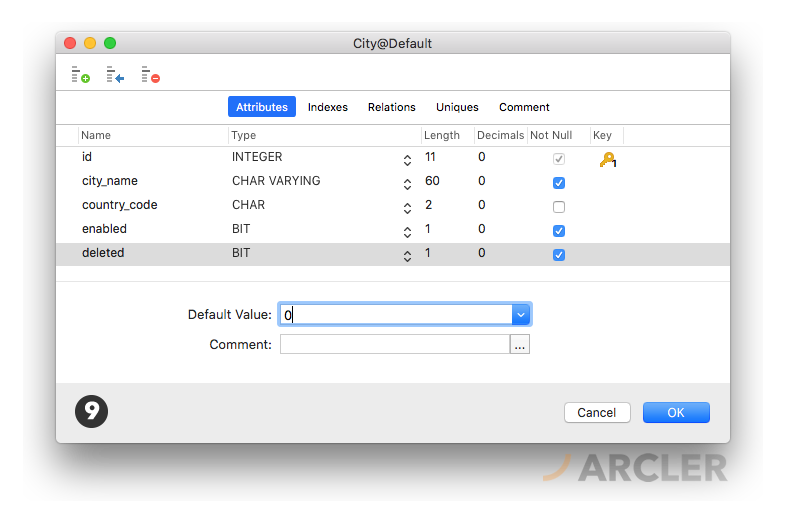 City@Default
Attributes Indexes Relations Uniques Comment
Name Type Length Decimals Not Null Key
id INTEGER 11 0 1
city_name CHAR VARYING 60 0
country_code CHAR 2 0
enabled BIT 1 0
deleted BIT 1 0
Default Value: 0
Comment: ...
9 Cancel OK
ARCLER